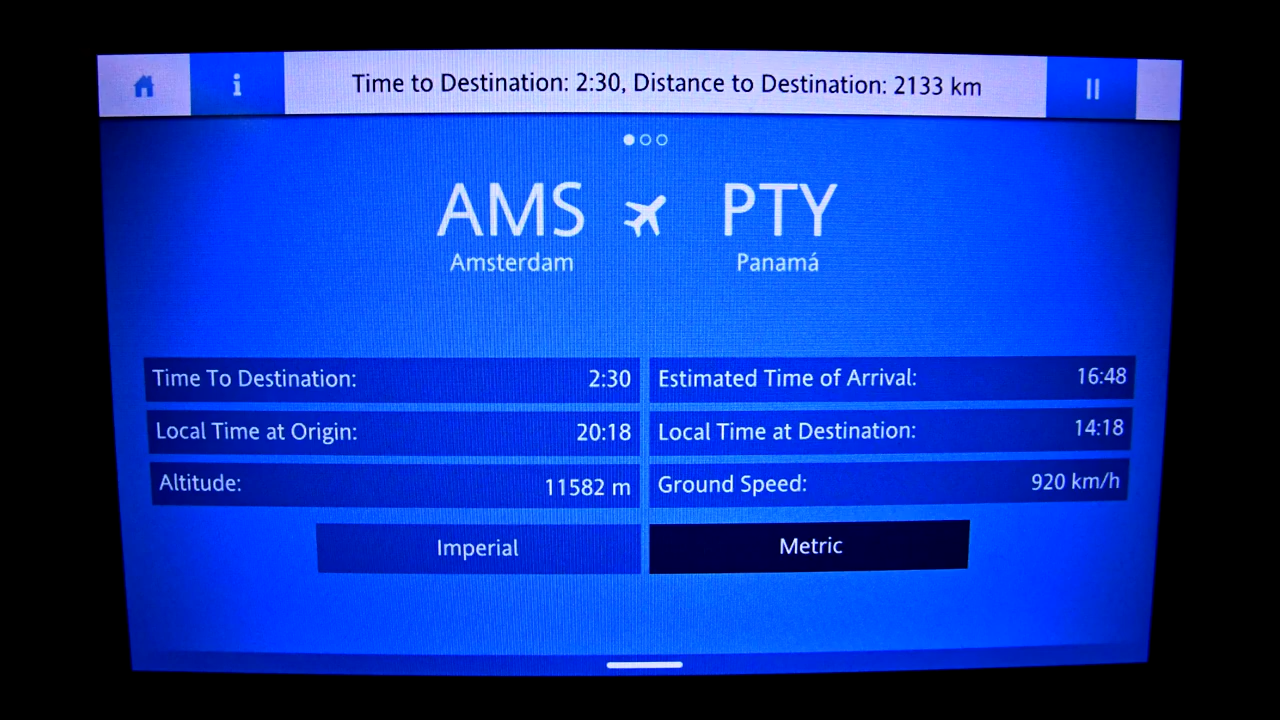 i
Time to Destination: 2:30, Distance to Destination: 2133 km
AMS PTY
Amsterdam Panamá
Time To Destination: 2:30 Estimated Time of Arrival: 16:48
Local Time at Origin: 20:18 Local Time at Destination: 14:18
Altitude: 11582 m Ground Speed: 920 km/h
Imperial Metric